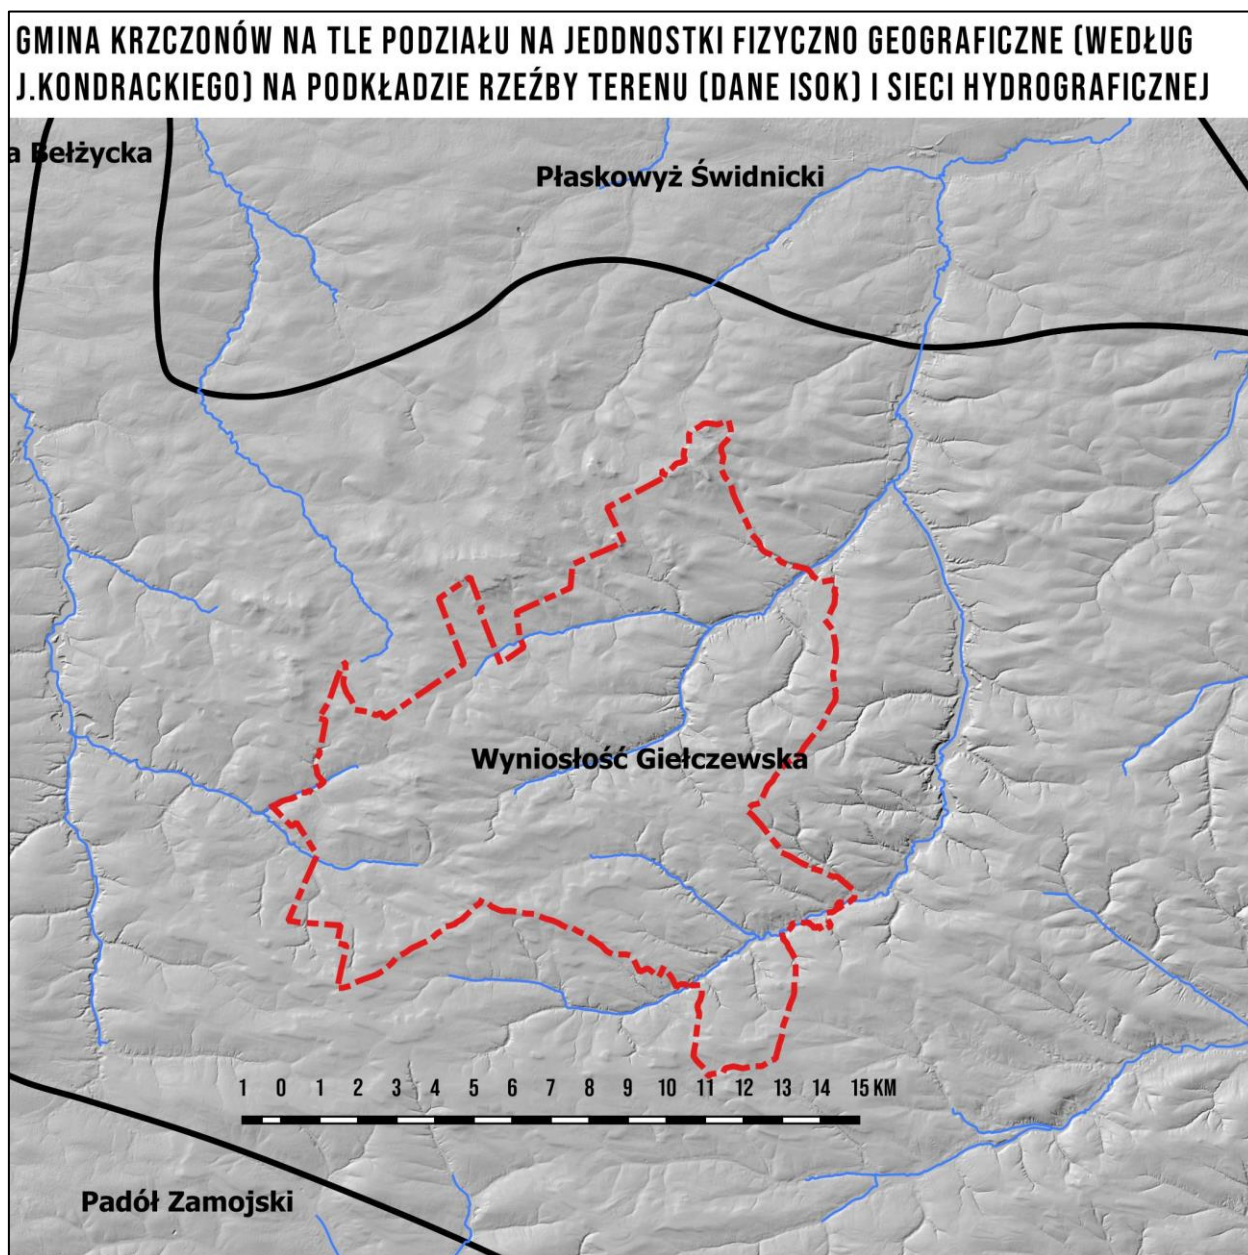 GMINA KRZCZONÓW NA TLE PODZIAŁU NA JEDDNOSTKI FIZYCZNO GEOGRAFICZNE (WEDŁUG
J.KONDRACKIEGO) NA PODKŁADZIE RZEŹBY TERENU (DANE ISOK) I SIECI HYDROGRAFICZNEJ
a Bełżycka
Płaskowyż Świdnicki
Wyniosłość Giełczewska
1 0 1 2 3 4 5 6 7 8 9 10 11 12 13 14 15 KM
Padół Zamojski